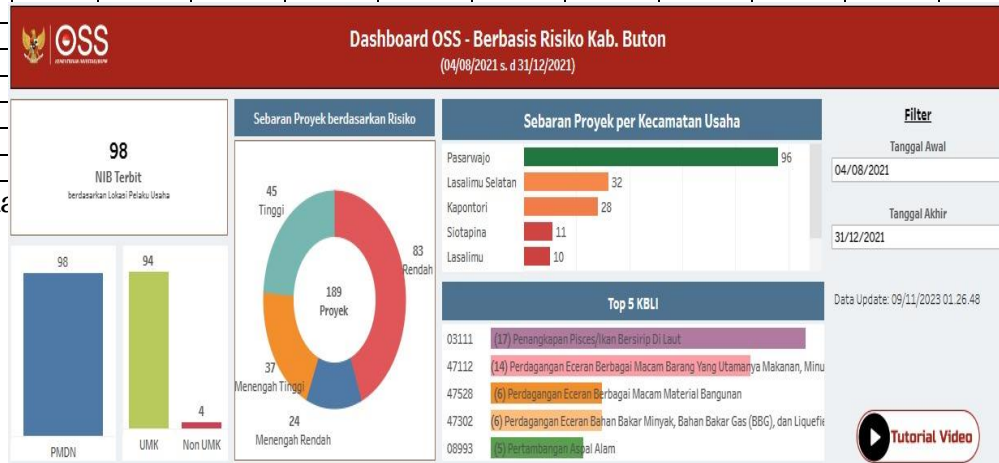 OSS
Dashboard OSS - Berbasis Risiko Kab. Buton
(04/08/2021 s. d 31/12/2021)
98
NIB Terbit
berdasarkan Lokasi Pelaku Usaha
98
PMDN
94
UMK
4
Non UMK
Sebaran Proyek berdasarkan Risiko
45
Tinggi
83
Rendah
189
Proyek
37
Menengah Tinggi
24
Menengah Rendah
Sebaran Proyek per Kecamatan Usaha
Pasarwajo 96
Lasalimu Selatan 32
Kapontori 28
Siotapina 11
Lasalimu 10
Top 5 KBLI
03111 (17) Penangkapan Pisces/Ikan Bersirip Di Laut
47112 (14) Perdagangan Eceran Berbagai Macam Barang Yang Utamanya Makanan, Minu
47528 (6) Perdagangan Eceran Berbagai Macam Material Bangunan
47302 (6) Perdagangan Eceran Bahan Bakar Minyak, Bahan Bakar Gas (BBG), dan Liquefie
08993 (5) Pertambangan Aspal Alam
Filter
Tanggal Awal
04/08/2021
Tanggal Akhir
31/12/2021
Data Update: 09/11/2023 01.26.48
Tutorial Video